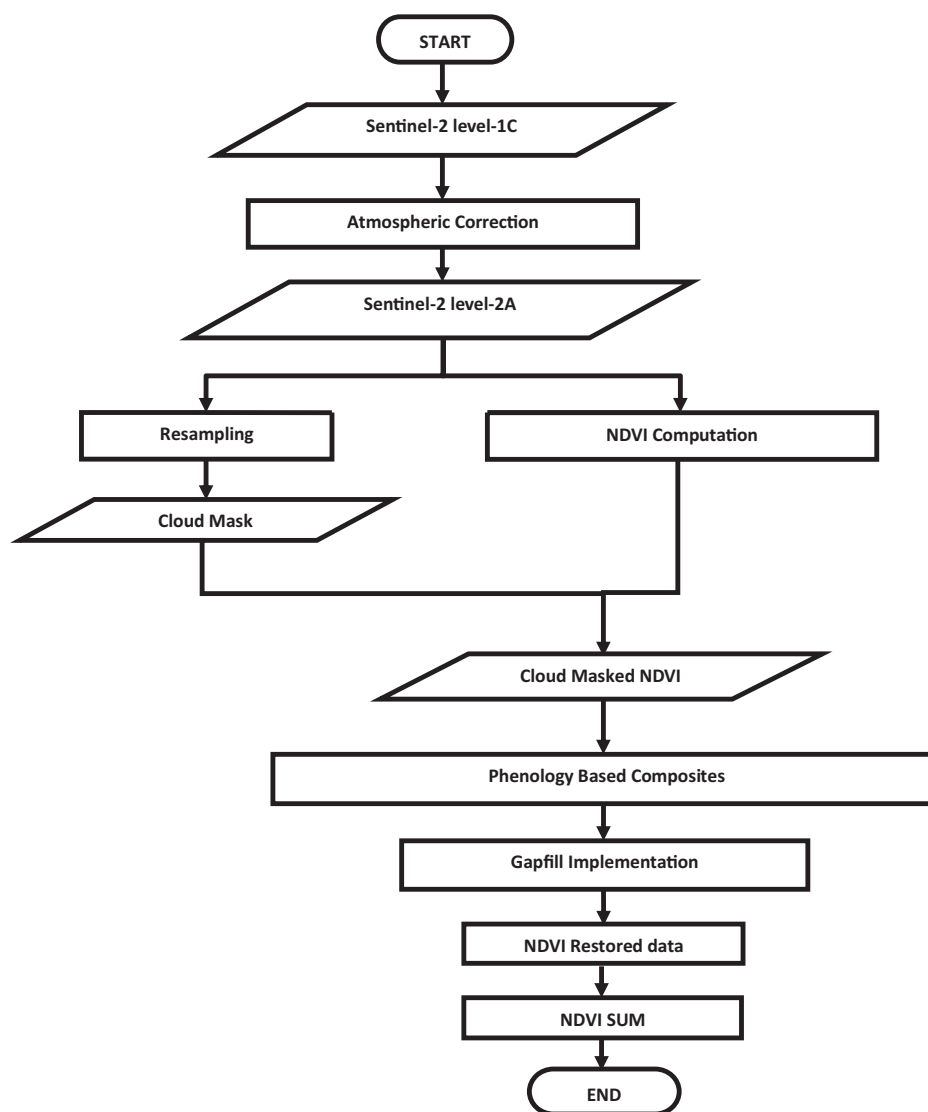 START
Sentinel-2 level-1C
Atmospheric Correction
Sentinel-2 level-2A
Resampling
NDVI Computation
Cloud Mask
Cloud Masked NDVI
Phenology Based Composites
Gapfill Implementation
NDVI Restored data
NDVI SUM
END